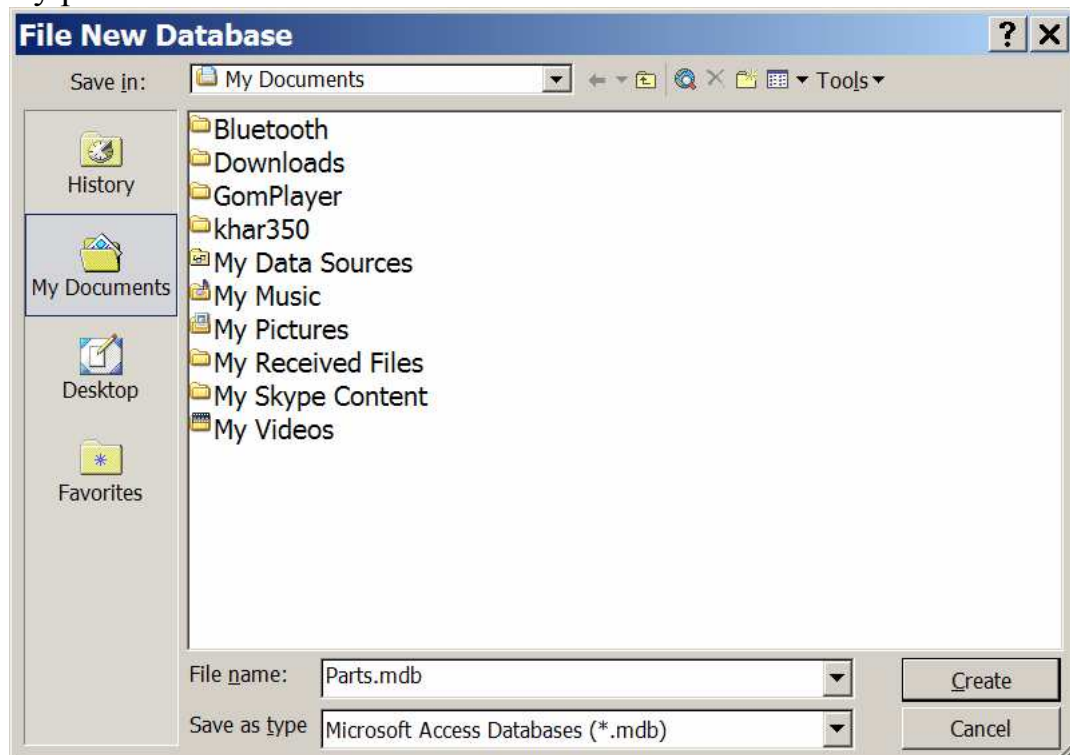 File New Database
Save in: My Documents Tools
History
My Documents
Desktop
Favorites
Bluetooth
Downloads
GomPlayer
khar350
My Data Sources
My Music
My Pictures
My Received Files
My Skype Content
My Videos
File name: Parts.mdb Create
Save as type Microsoft Access Databases (*.mdb) Cancel